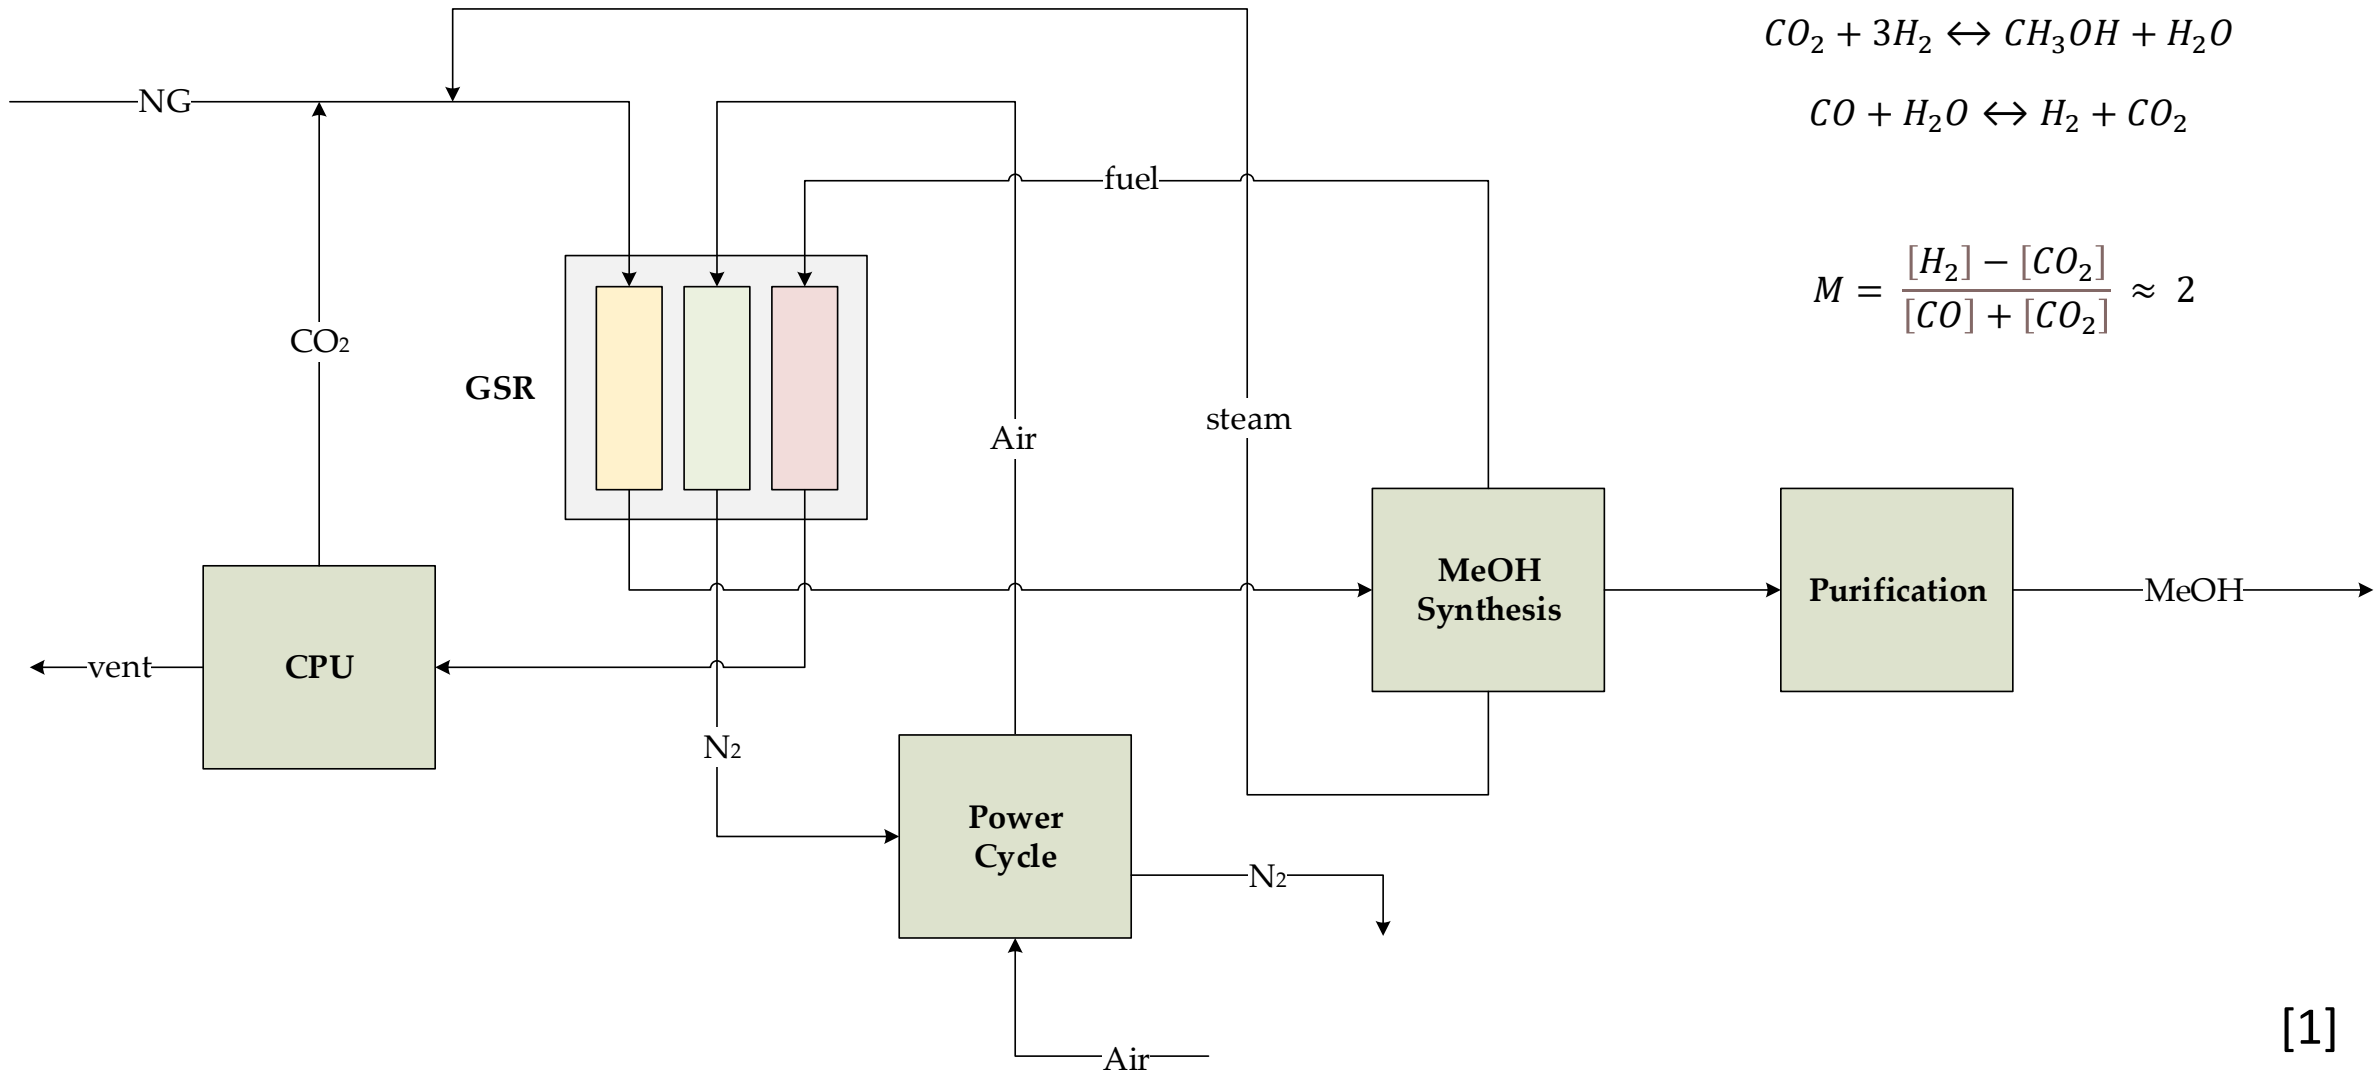 CO₂ + 3H₂ ↔ CH₃OH + H₂O
NG
CO + H₂O ↔ H₂ + CO₂
fuel
M = [H₂] − [CO₂] / [CO] + [CO₂] ≈ 2
CO₂
GSR
Air
steam
MeOH
Synthesis
Purification
MeOH
vent
CPU
N₂
Power
Cycle
N₂
Air
[1]